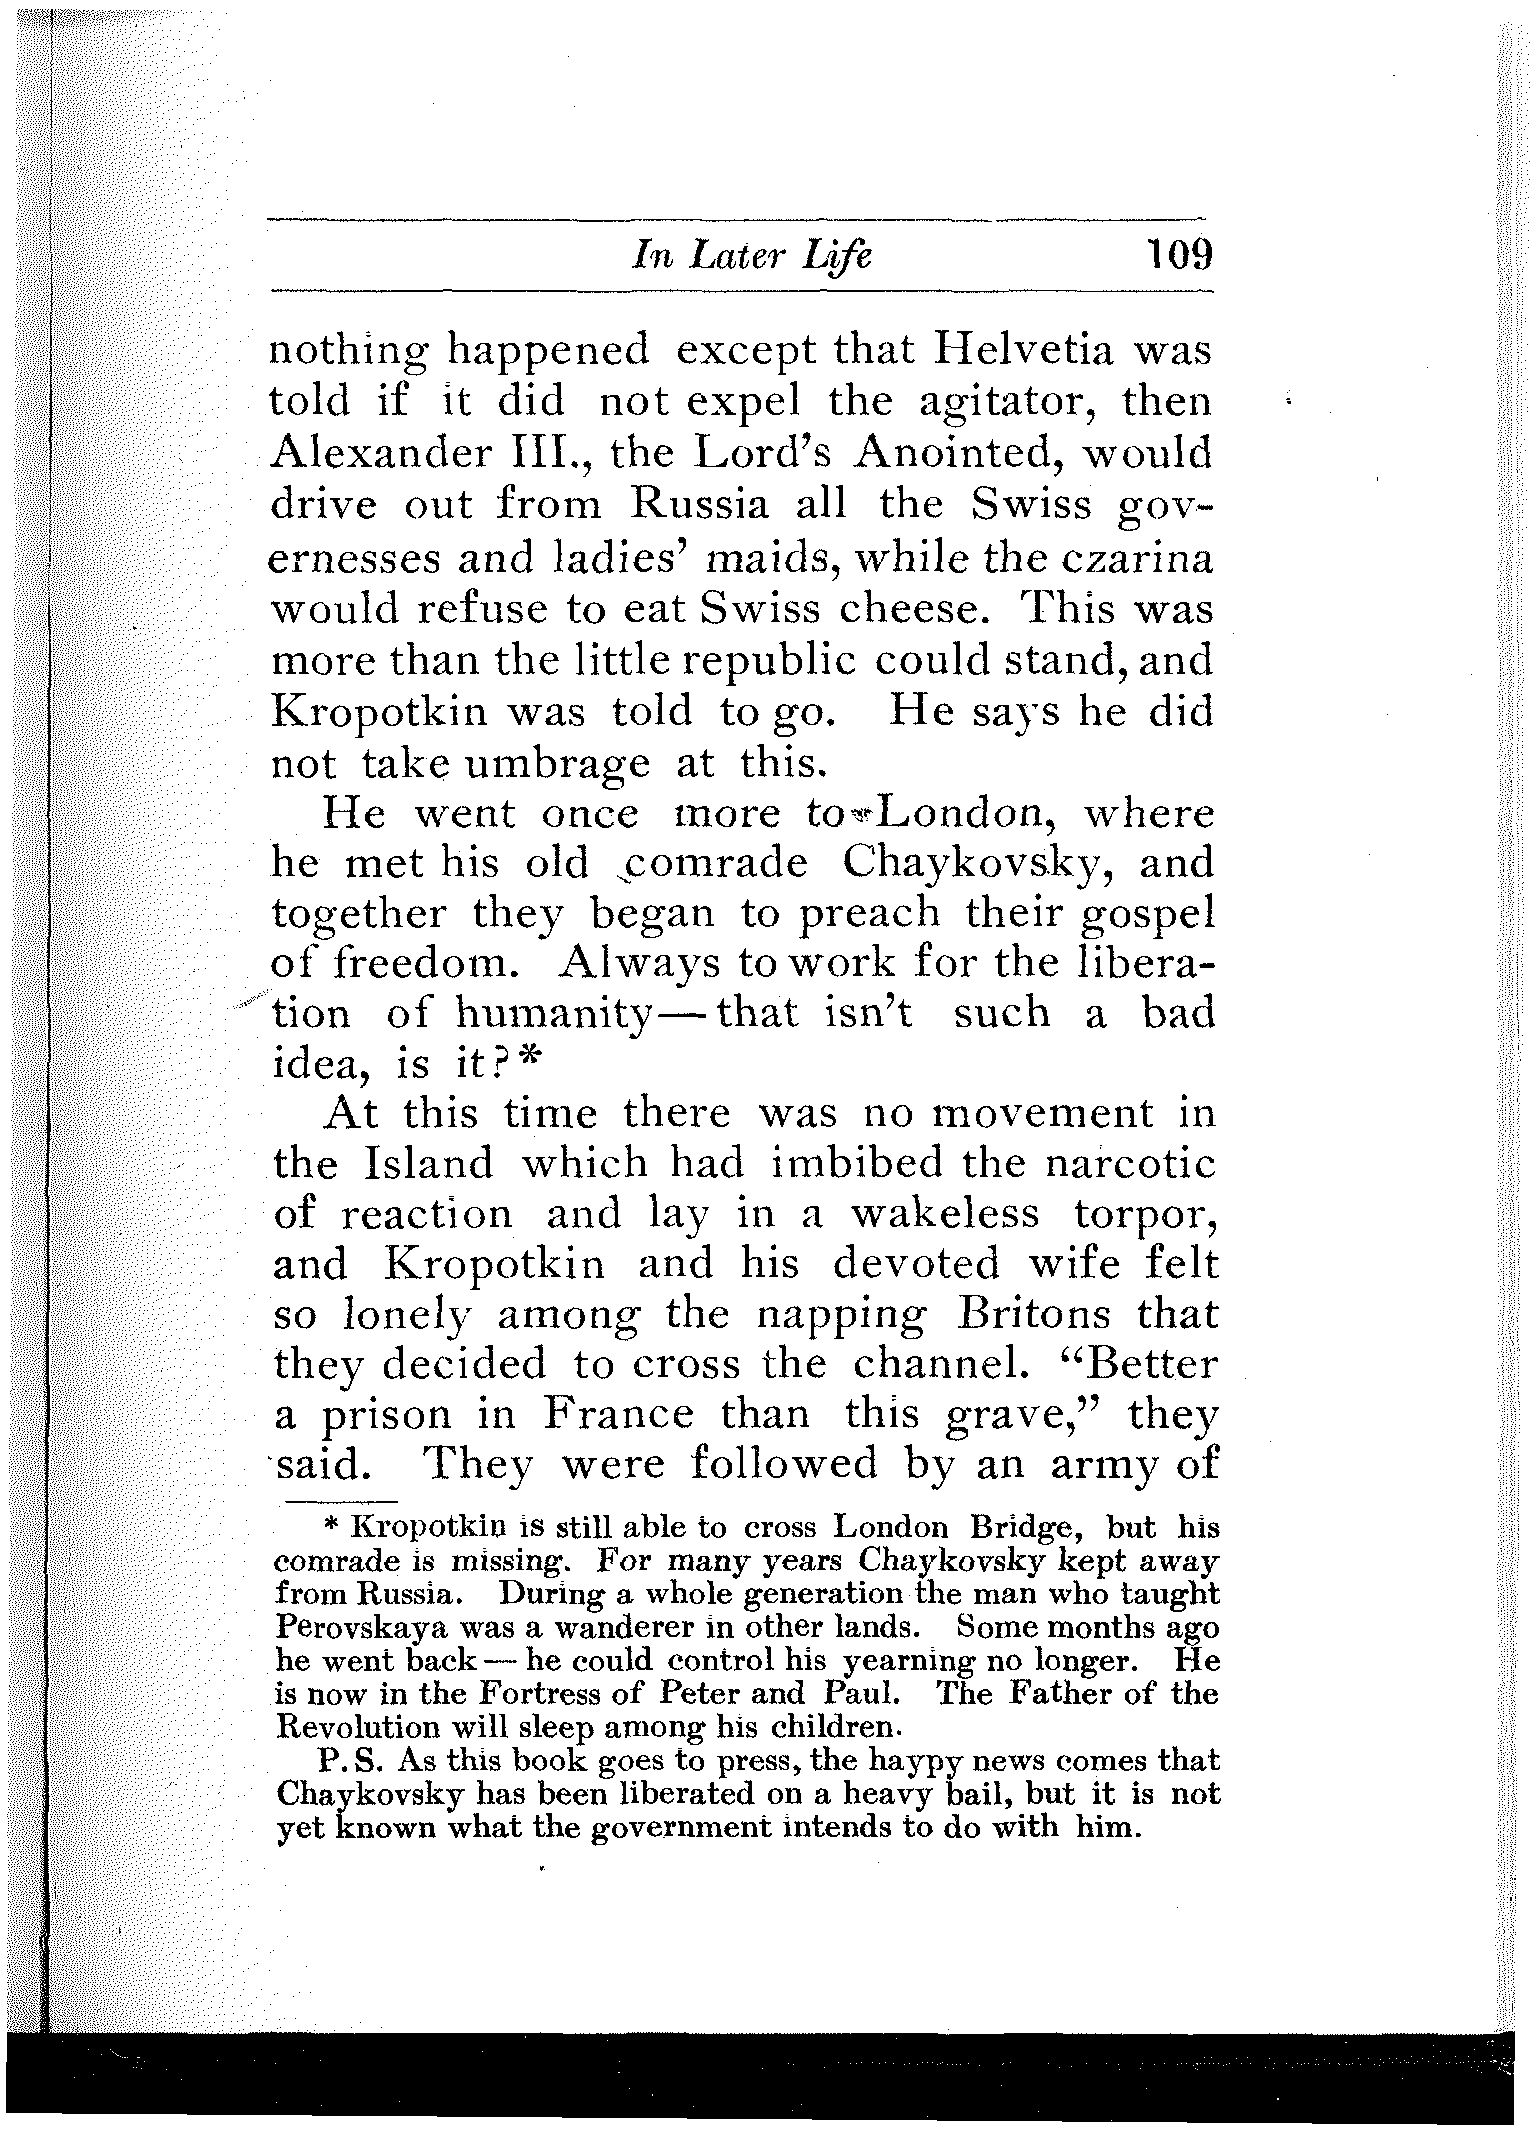 In Later Life 109
nothing happened except that Helvetia was
told if it did not expel the agitator, then
Alexander III., the Lord's Anointed, would
drive out from Russia all the Swiss gov-
ernesses and ladies' maids, while the czarina
would refuse to eat Swiss cheese. This was
more than the little republic could stand, and
Kropotkin was told to go. He says he did
not take umbrage at this.
He went once more to London, where
he met his old comrade Chaykovsky, and
together they began to preach their gospel
of freedom. Always to work for the libera-
tion of humanity—that isn't such a bad
idea, is it?*
At this time there was no movement in
the Island which had imbibed the narcotic
of reaction and lay in a wakeless torpor,
and Kropotkin and his devoted wife felt
so lonely among the napping Britons that
they decided to cross the channel. "Better
a prison in France than this grave," they
said. They were followed by an army of
* Kropotkin is still able to cross London Bridge, but his
comrade is missing. For many years Chaykovsky kept away
from Russia. During a whole generation the man who taught
Perovskaya was a wanderer in other lands. Some months ago
he went back — he could control his yearning no longer. He
is now in the Fortress of Peter and Paul. The Father of the
Revolution will sleep among his children.
P. S. As this book goes to press, the haypy news comes that
Chaykovsky has been liberated on a heavy bail, but it is not
yet known what the government intends to do with him.